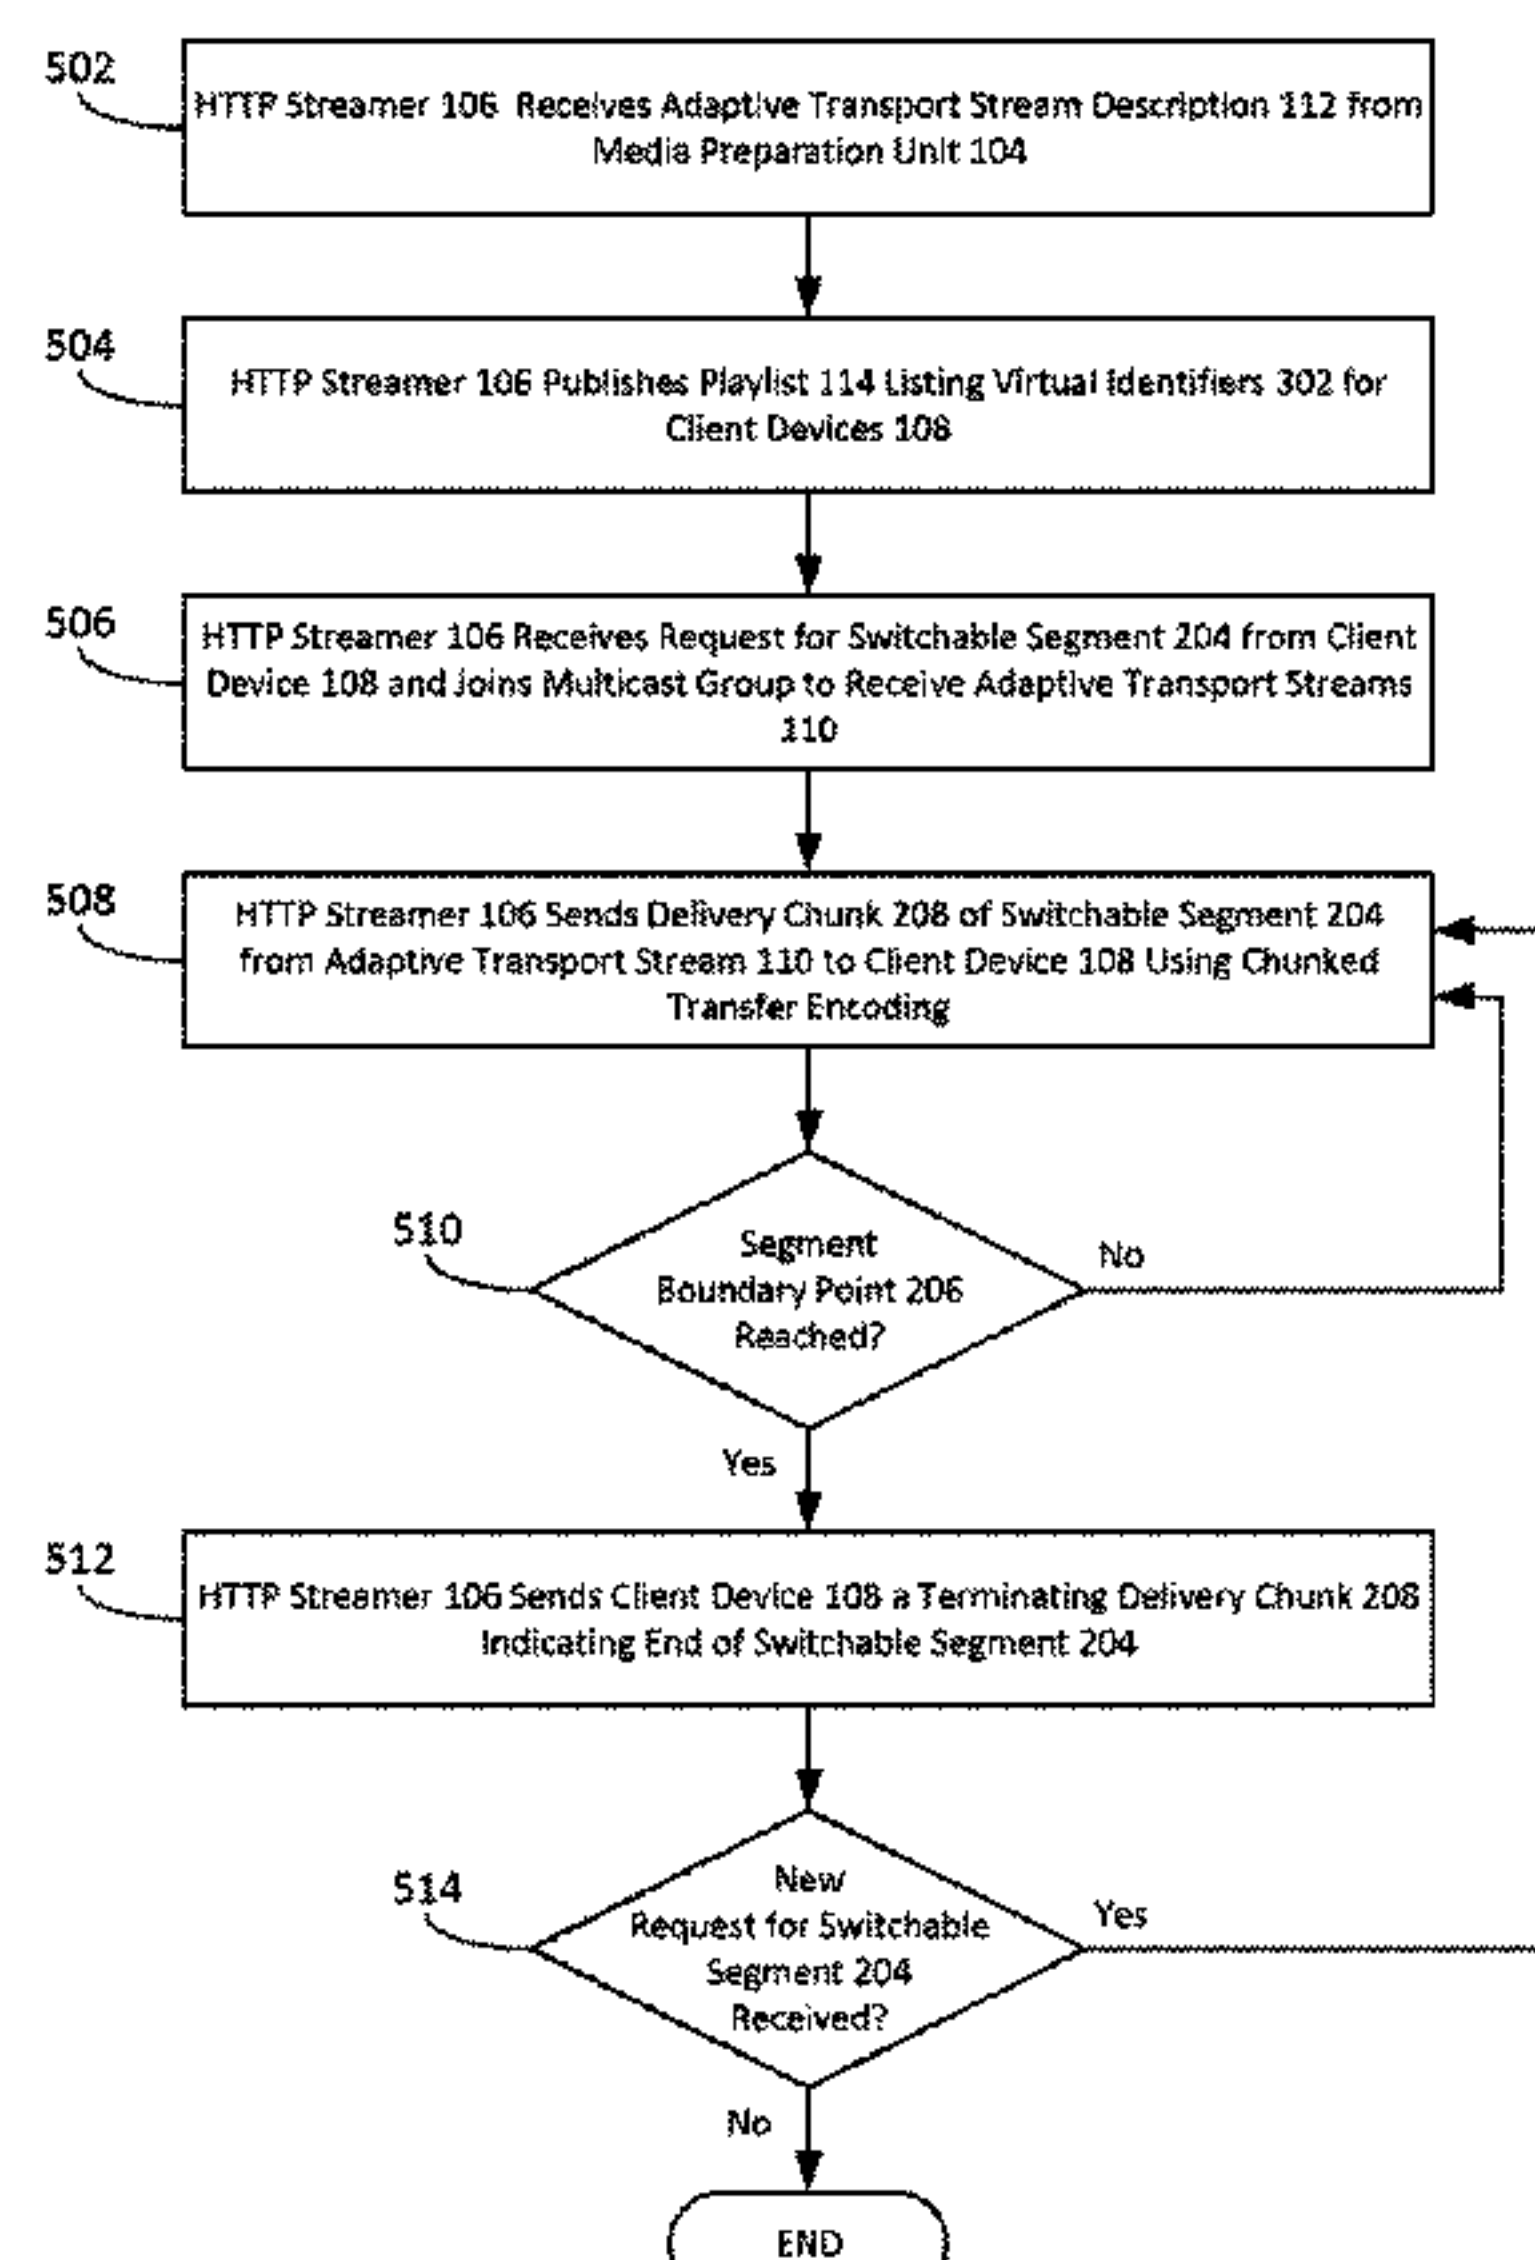 502
HTTP Streamer 106 Receives Adaptive Transport Stream Description 112 from
Media Preparation Unit 104
504
HTTP Streamer 106 Publishes Playlist 114 Listing Virtual Identifiers 302 for
Client Devices 108
506
HTTP Streamer 106 Receives Request for Switchable Segment 204 from Client
Device 108 and Joins Multicast Group to Receive Adaptive Transport Streams
110
508
HTTP Streamer 106 Sends Delivery Chunk 208 of Switchable Segment 204
from Adaptive Transport Stream 110 to Client Device 108 Using Chunked
Transfer Encoding
510
Segment
Boundary Point 206
Reached?
No
Yes
512
HTTP Streamer 106 Sends Client Device 108 a Terminating Delivery Chunk 208
Indicating End of Switchable Segment 204
514
New
Request for Switchable
Segment 204
Received?
Yes
No
END